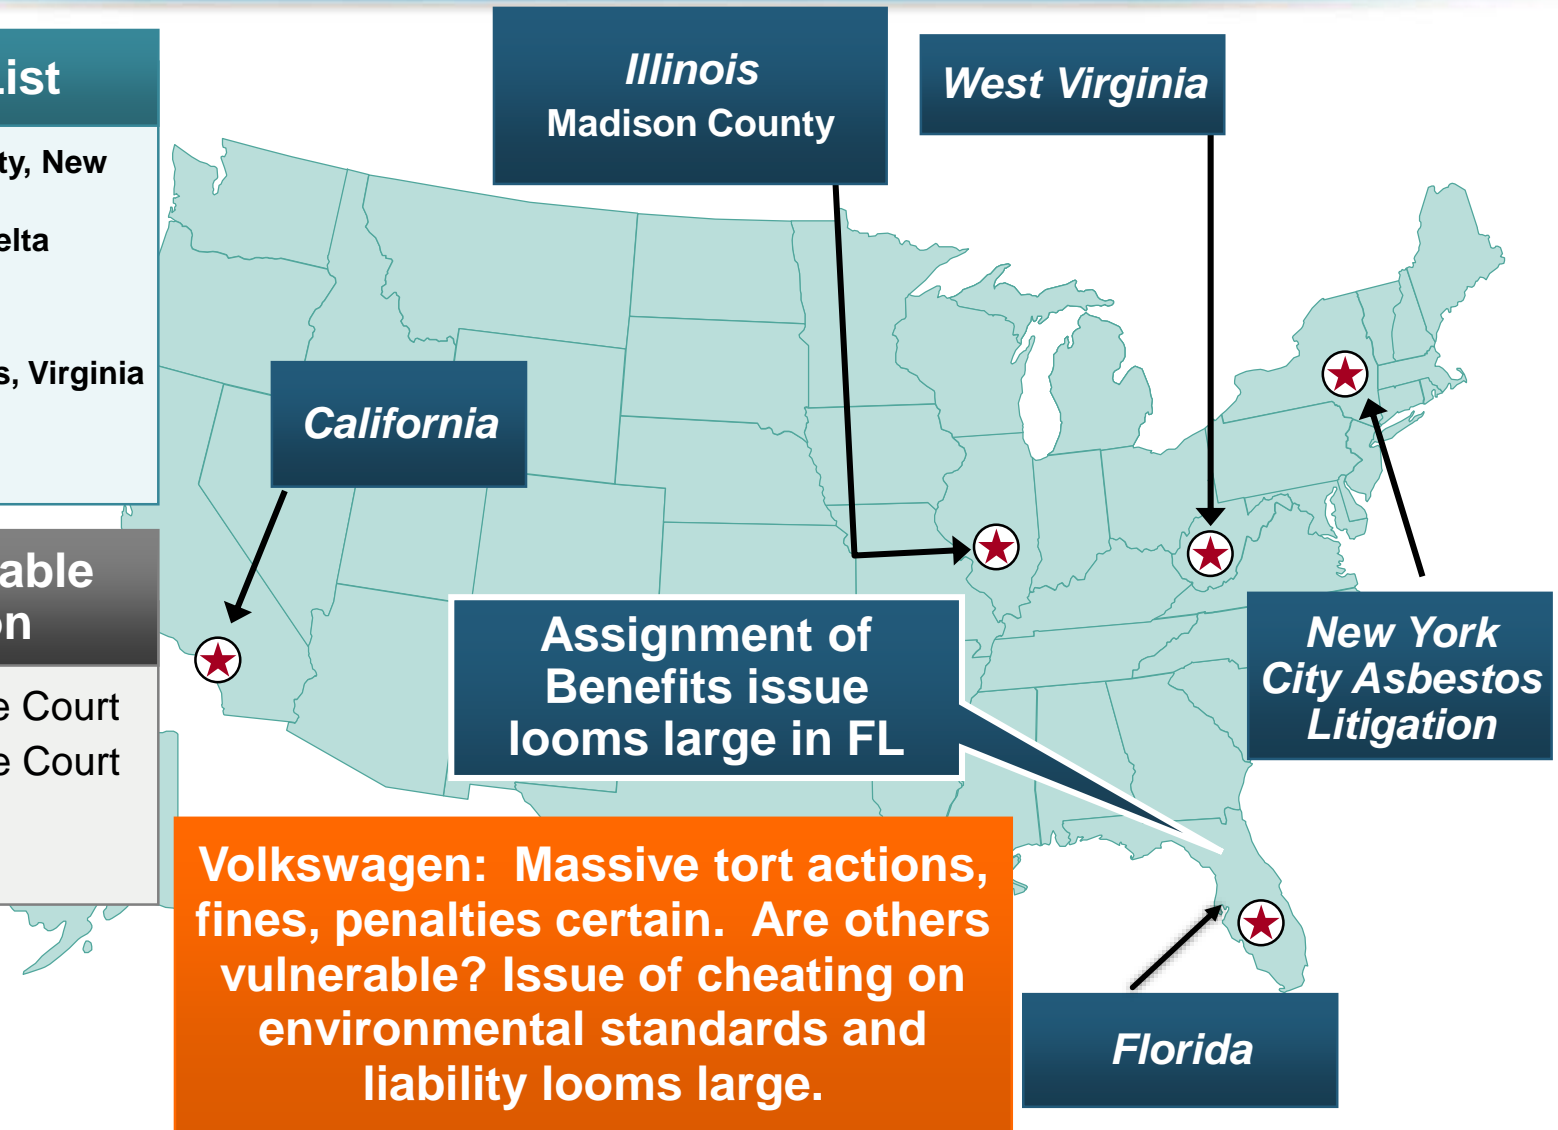 List
ty, New
elta
s, Virginia
able
on
e Court
e Court
Illinois
Madison County
West Virginia
California
Assignment of
Benefits issue
looms large in FL
New York
City Asbestos
Litigation
Volkswagen: Massive tort actions,
fines, penalties certain. Are others
vulnerable? Issue of cheating on
environmental standards and
liability looms large.
Florida